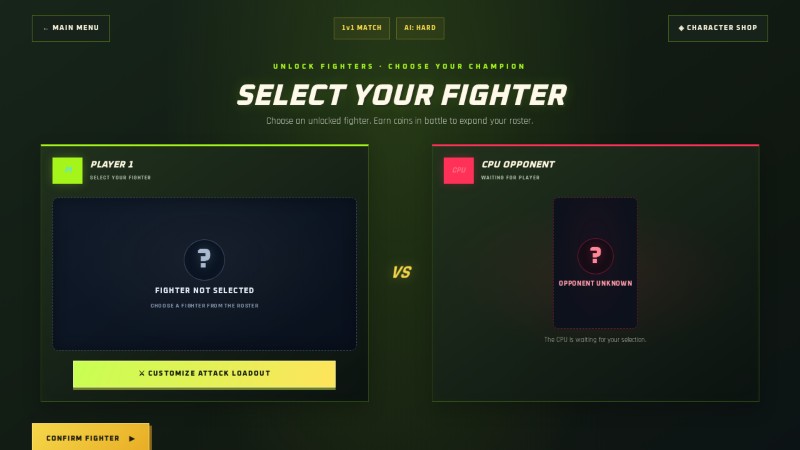 ← MAIN MENU
1v1 MATCH
AI: HARD
◈ CHARACTER SHOP
UNLOCK FIGHTERS · CHOOSE YOUR CHAMPION
SELECT YOUR FIGHTER
Choose an unlocked fighter. Earn coins in battle to expand your roster.
PLAYER 1
SELECT YOUR FIGHTER
?
FIGHTER NOT SELECTED
CHOOSE A FIGHTER FROM THE ROSTER
⚔ CUSTOMIZE ATTACK LOADOUT
VS
CPU
CPU OPPONENT
WAITING FOR PLAYER
?
OPPONENT UNKNOWN
The CPU is waiting for your selection.
CONFIRM FIGHTER ▶